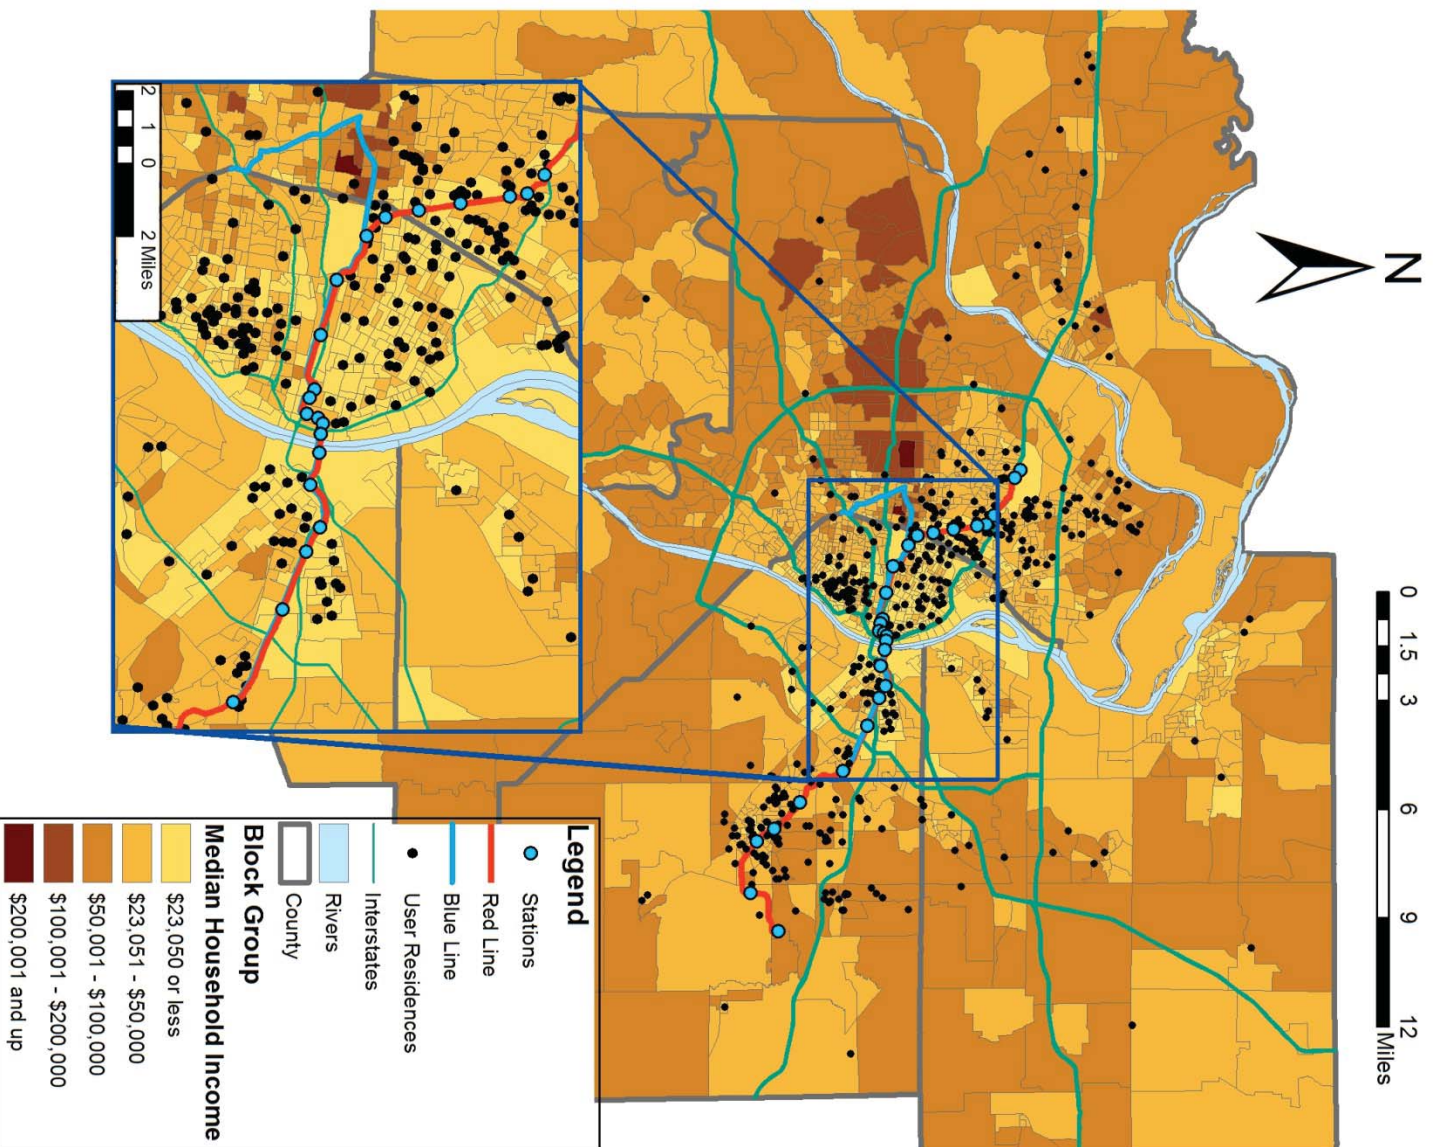 N
0 1.5 3 6 9 12
Miles
2 1 0 2 Miles
Legend
Stations
Red Line
Blue Line
User Residences
Interstates
Rivers
County
Block Group
Median Household Income
$23,050 or less
$23,051 - $50,000
$50,001 - $100,000
$100,001 - $200,000
$200,001 and up